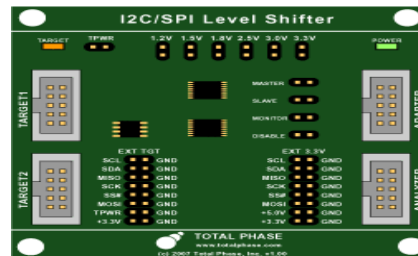 I2C/SPI Level Shifter
TARGET TPWR 1.2V 1.5V 1.8V 2.5V 3.0V 3.3V POWER
MASTER
SLAVE
MONITOR
DISABLE
TARGET1
ADAPTER
TARGET2
ANALYZER
EXT TGT
SCL GND
SDA GND
MISO GND
SCK GND
SS# GND
MOSI GND
TPWR GND
+3.3V GND
EXT 3.3V
SCL GND
SDA GND
MISO GND
SCK GND
SS# GND
MOSI GND
+5.0V GND
+3.3V GND
TOTAL PHASE
www.totalphase.com
(c) 2007 Total Phase, Inc. v1.00